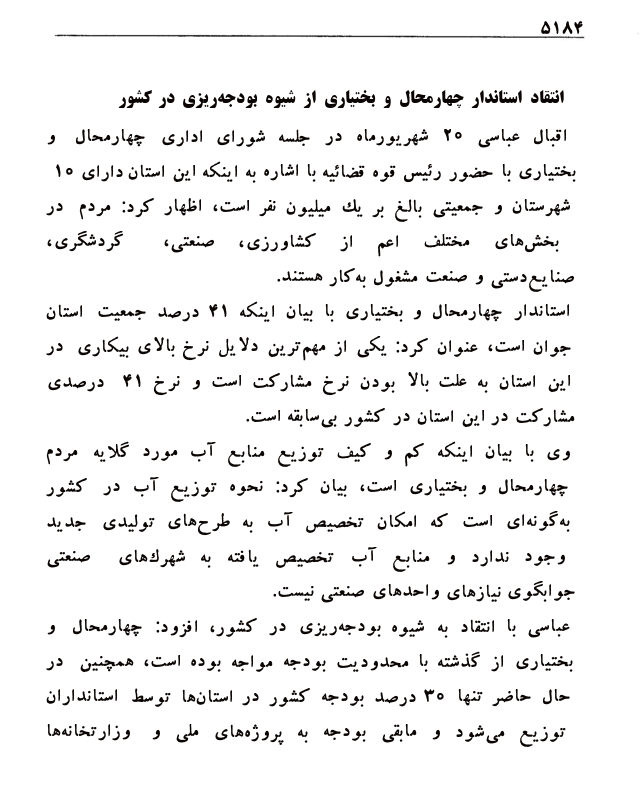 ۵۱۸۴
انتقاد استاندار چهارمحال و بختیاری از شیوه بودجه‌ریزی در کشور
اقبال عباسی ۲۵ شهریورماه در جلسه شورای اداری چهارمحال و
بختیاری با حضور رئیس قوه قضائیه با اشاره به اینکه این استان دارای ۱۰
شهرستان و جمعیتی بالغ بر یك میلیون نفر است، اظهار کرد: مردم در
بخش‌های مختلف اعم از کشاورزی، صنعتی، گردشگری،
صنایع‌دستی و صنعت مشغول به‌کار هستند.
استاندار چهارمحال و بختیاری با بیان اینکه ۴۱ درصد جمعیت استان
جوان است، عنوان کرد: یکی از مهم‌ترین دلایل نرخ بالای بیکاری در
این استان به علت بالا بودن نرخ مشارکت است و نرخ ۴۱ درصدی
مشارکت در این استان در کشور بی‌سابقه است.
وی با بیان اینکه کم و کیف توزیع منابع آب مورد گلایه مردم
چهارمحال و بختیاری است، بیان کرد: نحوه توزیع آب در کشور
به‌گونه‌ای است که امکان تخصیص آب به طرح‌های تولیدی جدید
وجود ندارد و منابع آب تخصیص یافته به شهرك‌های صنعتی
جوابگوی نیازهای واحدهای صنعتی نیست.
عباسی با انتقاد به شیوه بودجه‌ریزی در کشور، افزود: چهارمحال و
بختیاری از گذشته با محدودیت بودجه مواجه بوده است، همچنین در
حال حاضر تنها ۳۰ درصد بودجه کشور در استان‌ها توسط استانداران
توزیع می‌شود و مابقی بودجه به پروژه‌های ملی و وزارتخانه‌ها